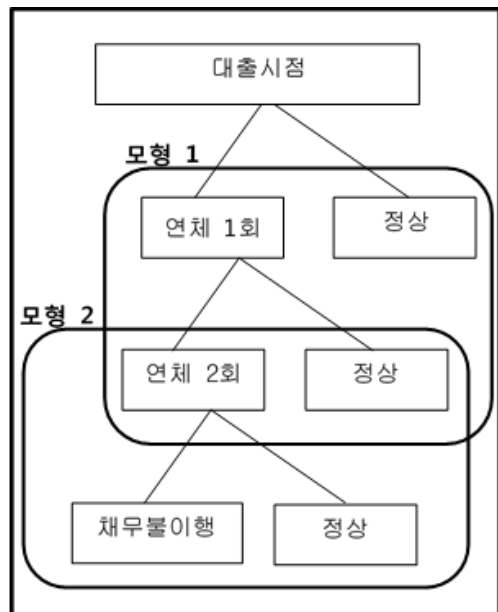 대출시점
모형 1
연체 1회
정상
모형 2
연체 2회
정상
채무불이행
정상